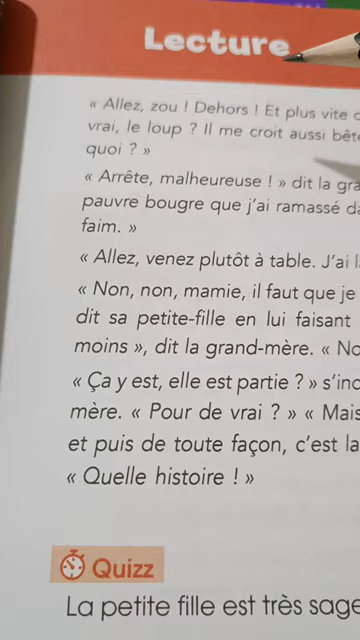 Lecture
« Allez, zou ! Dehors ! Et plus vite
vrai, le loup ? Il me croit aussi
quoi ? »
« Arrête, malheureuse ! » dit la
pauvre bougre que j'ai ramassé
faim. »
« Allez, venez plutôt à table. J'ai
« Non, non, mamie, il faut que je
dit sa petite-fille en lui faisant
moins », dit la grand-mère. «
« Ça y est, elle est partie ? »
mère. « Pour de vrai ? » « Mais
et puis de toute façon, c'est la
« Quelle histoire ! »
Quizz
La petite fille est très sage